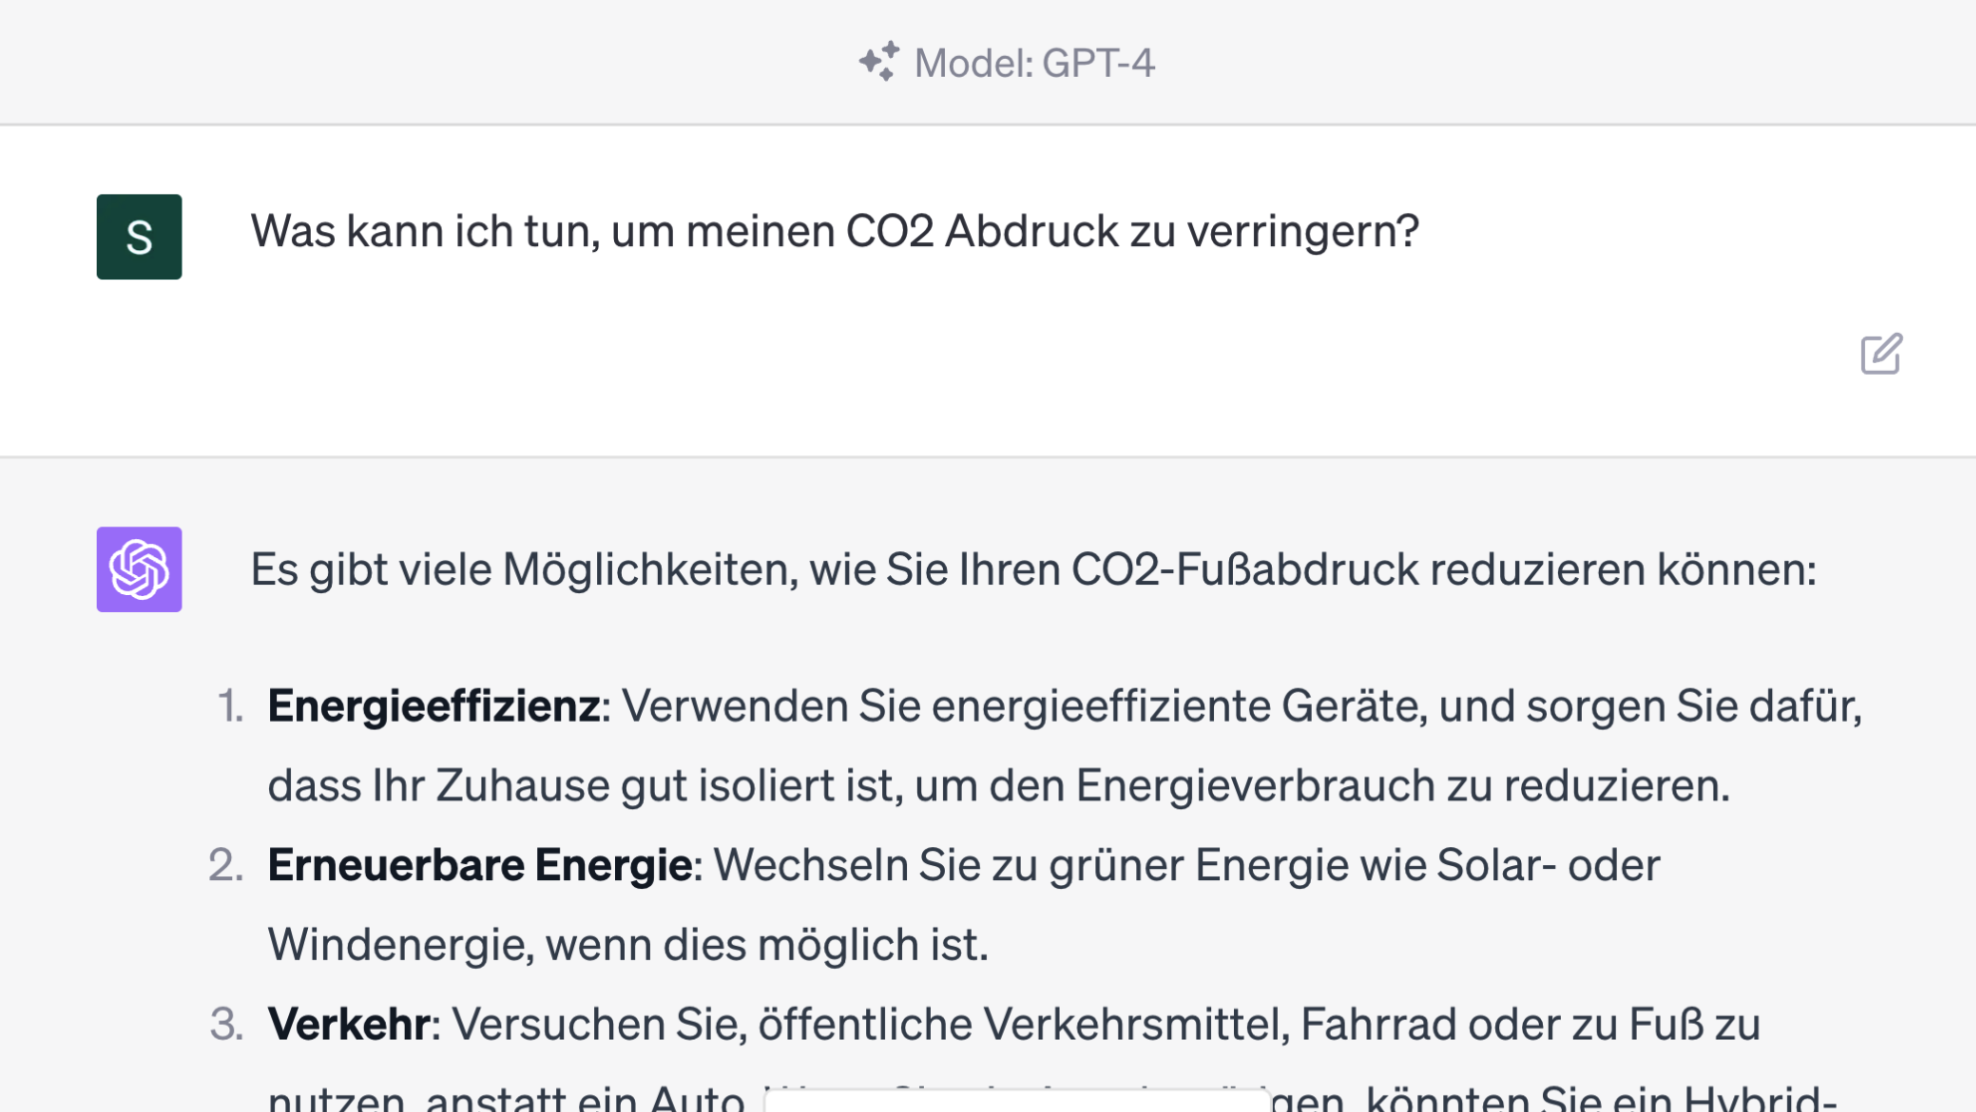 Model: GPT-4
S
Was kann ich tun, um meinen CO2 Abdruck zu verringern?
Es gibt viele Möglichkeiten, wie Sie Ihren CO2-Fußabdruck reduzieren können:
1. Energieeffizienz: Verwenden Sie energieeffiziente Geräte, und sorgen Sie dafür,
dass Ihr Zuhause gut isoliert ist, um den Energieverbrauch zu reduzieren.
2. Erneuerbare Energie: Wechseln Sie zu grüner Energie wie Solar- oder
Windenergie, wenn dies möglich ist.
3. Verkehr: Versuchen Sie, öffentliche Verkehrsmittel, Fahrrad oder zu Fuß zu
nutzen, anstatt ein Auto. könnten Sie ein Hybrid-